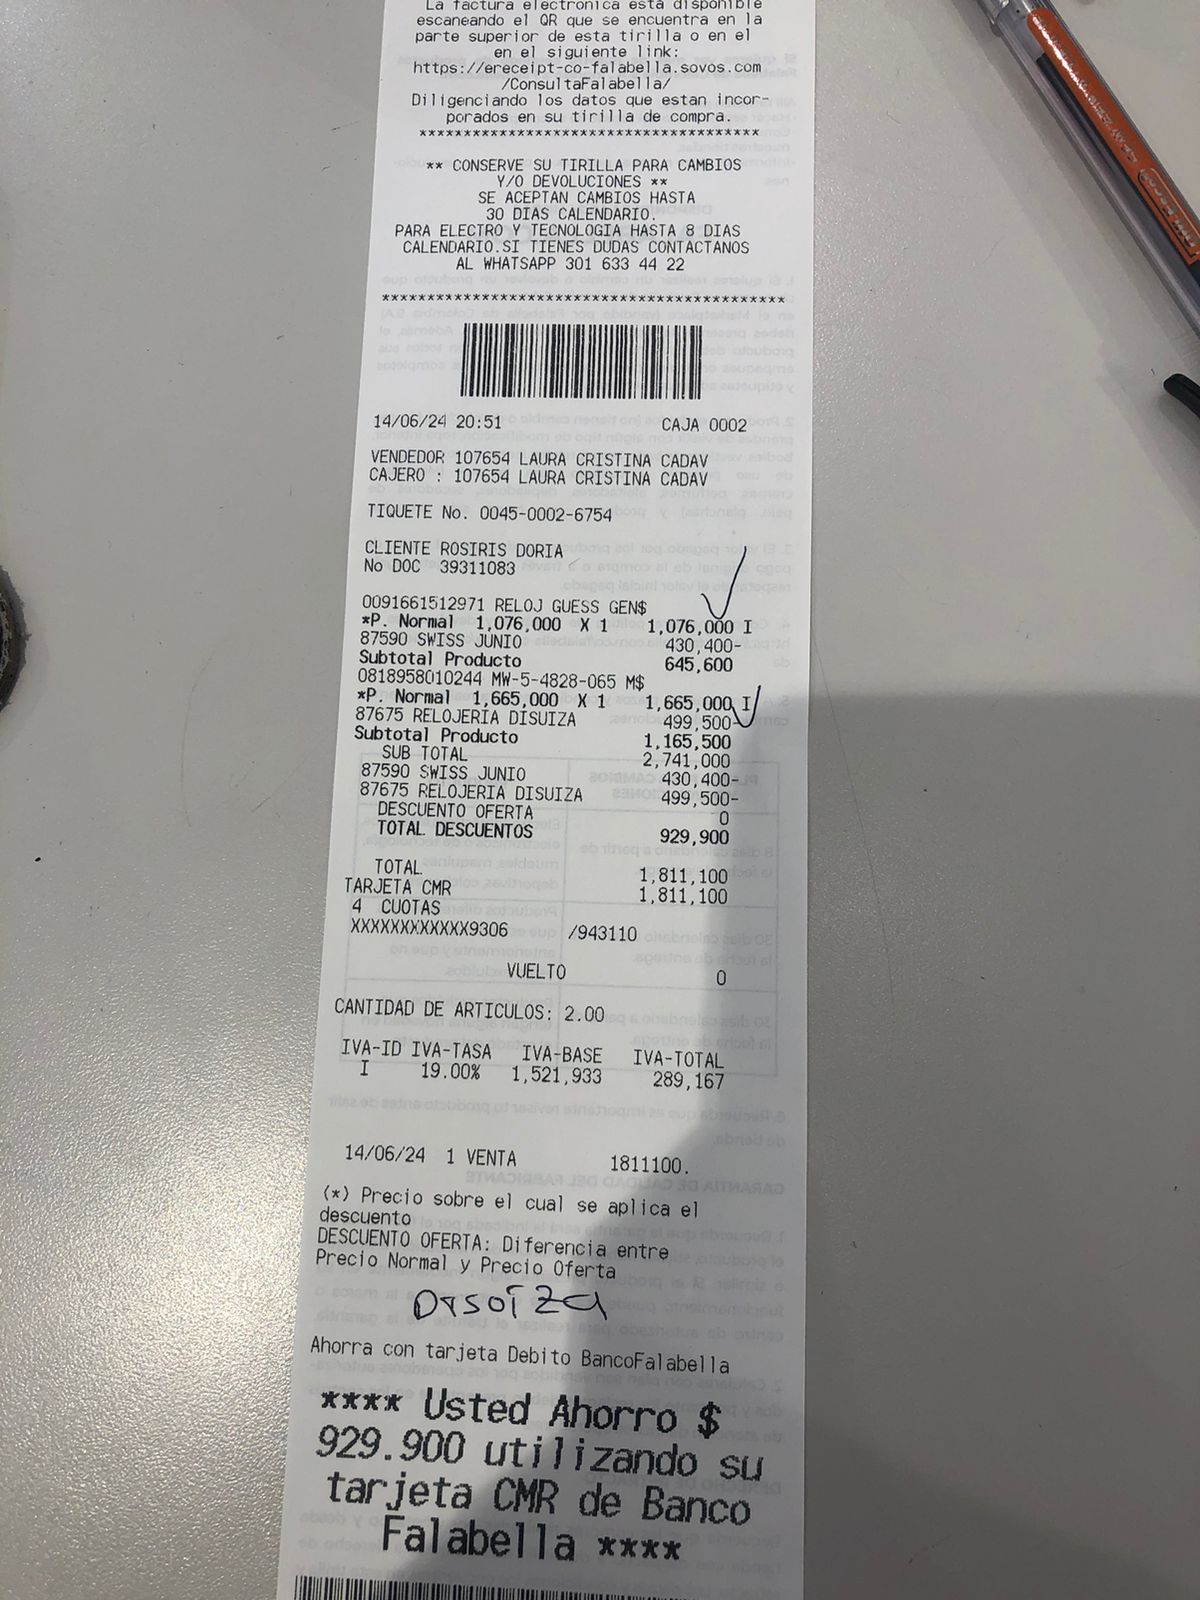 La factura electronica esta disponible
escaneando el QR que se encuentra en la
parte superior de esta tirilla o en el
en el siguiente link:
https://ereceipt-co-falabella.sovos.com
/ConsultaFalabella/
Diligenciando los datos que estan incor-
porados en su tirilla de compra.
**************************************
** CONSERVE SU TIRILLA PARA CAMBIOS
Y/O DEVOLUCIONES **
SE ACEPTAN CAMBIOS HASTA
30 DIAS CALENDARIO.
PARA ELECTRO Y TECNOLOGIA HASTA 8 DIAS
CALENDARIO.SI TIENES DUDAS CONTACTANOS
AL WHATSAPP 301 633 44 22
*********************************************
14/06/24 20:51 CAJA 0002
VENDEDOR 107654 LAURA CRISTINA CADAV
CAJERO : 107654 LAURA CRISTINA CADAV
TIQUETE No. 0045-0002-6754
CLIENTE ROSIRIS DORIA
No DOC 39311083
0091661512971 RELOJ GUESS GEN$
*P. Normal 1,076,000 X 1 1,076,000 I
87590 SWISS JUNIO 430,400-
Subtotal Producto 645,600
0818958010244 MW-5-4828-065 M$
*P. Normal 1,665,000 X 1 1,665,000 I
87675 RELOJERIA DISUIZA 499,500-
Subtotal Producto 1,165,500
SUB TOTAL 2,741,000
87590 SWISS JUNIO 430,400-
87675 RELOJERIA DISUIZA 499,500-
DESCUENTO OFERTA 0
TOTAL DESCUENTOS 929,900
TOTAL 1,811,100
TARJETA CMR 1,811,100
4 CUOTAS
XXXXXXXXXXXX9306 /943110
VUELTO 0
CANTIDAD DE ARTICULOS: 2.00
IVA-ID IVA-TASA IVA-BASE IVA-TOTAL
I 19.00% 1,521,933 289,167
14/06/24 1 VENTA 1811100.
(*) Precio sobre el cual se aplica el
descuento
DESCUENTO OFERTA: Diferencia entre
Precio Normal y Precio Oferta
Ahorra con tarjeta Debito BancoFalabella
**** Usted Ahorro $
929.900 utilizando su
tarjeta CMR de Banco
Falabella ****